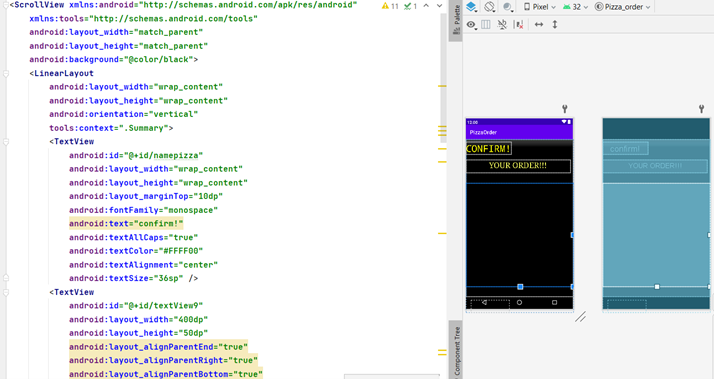 <ScrollView xmlns:android="http://schemas.android.com/apk/res/android"
xmlns:tools="http://schemas.android.com/tools"
android:layout_width="match_parent"
android:layout_height="match_parent"
android:background="@color/black">
<LinearLayout
android:layout_width="wrap_content"
android:layout_height="wrap_content"
android:orientation="vertical"
tools:context=".Summary">
<TextView
android:id="@+id/namepizza"
android:layout_width="wrap_content"
android:layout_height="wrap_content"
android:layout_marginTop="10dp"
android:fontFamily="monospace"
android:text="confirm!"
android:textAllCaps="true"
android:textColor="#FFFF00"
android:textAlignment="center"
android:textSize="36sp" />
<TextView
android:id="@+id/textView9"
android:layout_width="400dp"
android:layout_height="50dp"
android:layout_alignParentEnd="true"
android:layout_alignParentRight="true"
android:layout_alignParentBottom="true"
11 1
Palette
Component Tree
Pixel 32 Pizza_order
12:00
PizzaOrder
CONFIRM!
YOUR ORDER!!!
confirm!
YOUR ORDER!!!